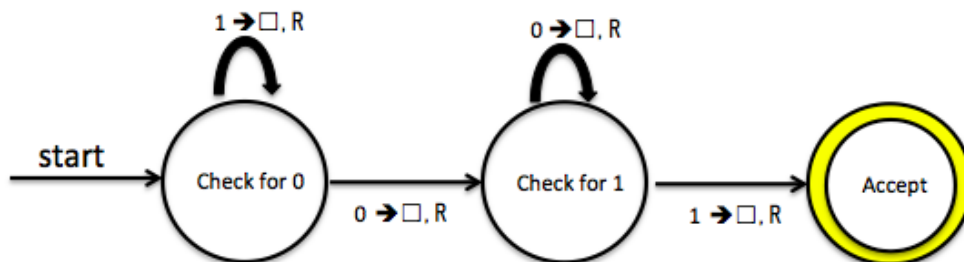 1 ➔ □, R
0 ➔ □, R
start
Check for 0
0 ➔ □, R
Check for 1
1 ➔ □, R
Accept